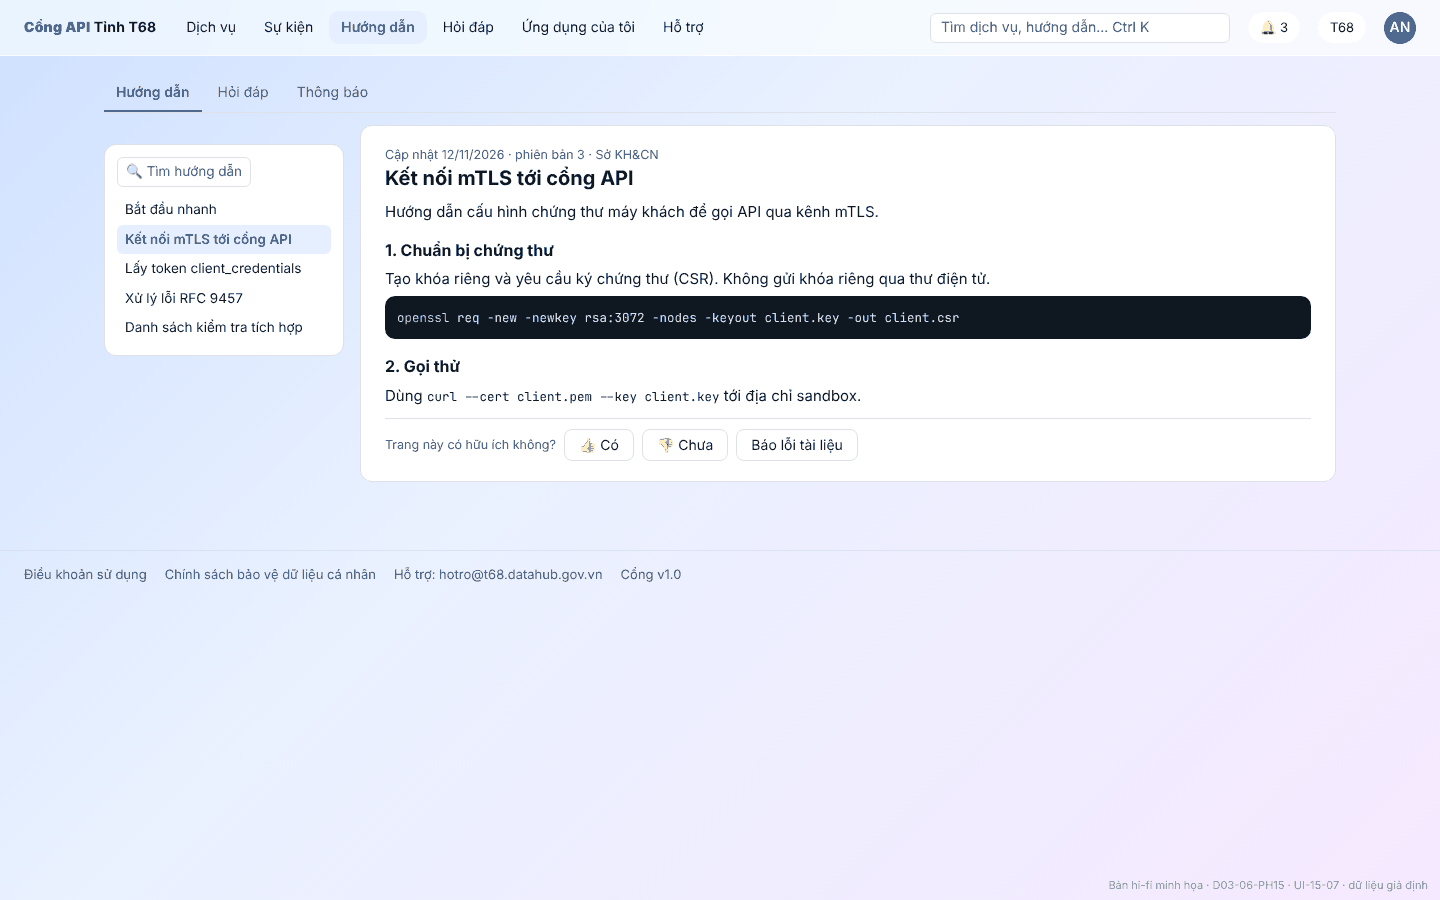 Cổng API Tỉnh T68 Dịch vụ Sự kiện Hướng dẫn Hỏi đáp Ứng dụng của tôi Hỗ trợ Tìm dịch vụ, hướng dẫn... Ctrl K 🔔 3 T68 AN
Hướng dẫn Hỏi đáp Thông báo
🔍 Tìm hướng dẫn
Bắt đầu nhanh
Kết nối mTLS tới cổng API
Lấy token client_credentials
Xử lý lỗi RFC 9457
Danh sách kiểm tra tích hợp
Cập nhật 12/11/2026 · phiên bản 3 · Sở KH&CN
Kết nối mTLS tới cổng API
Hướng dẫn cấu hình chứng thư máy khách để gọi API qua kênh mTLS.
1. Chuẩn bị chứng thư
Tạo khóa riêng và yêu cầu ký chứng thư (CSR). Không gửi khóa riêng qua thư điện tử.
openssl req -new -newkey rsa:3072 -nodes -keyout client.key -out client.csr
2. Gọi thử
Dùng curl --cert client.pem --key client.key tới địa chỉ sandbox.
Trang này có hữu ích không? 👍 Có 👎 Chưa Báo lỗi tài liệu
Điều khoản sử dụng Chính sách bảo vệ dữ liệu cá nhân Hỗ trợ: hotro@t68.datahub.gov.vn Cổng v1.0
Bản hi-fi minh họa · D03-06-PH15 · UI-15-07 · dữ liệu giả định